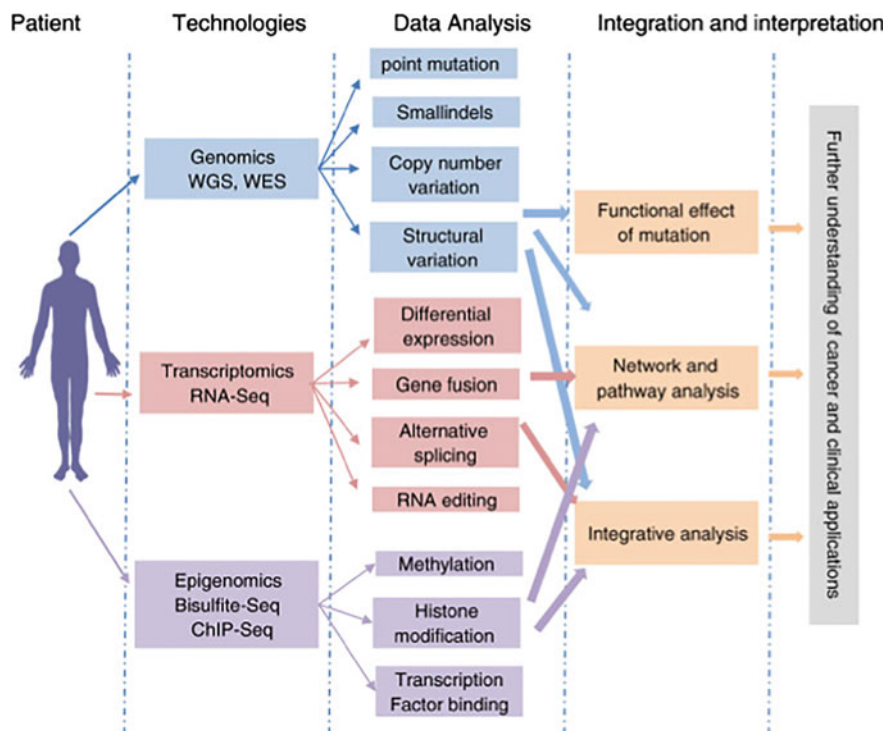 Patient
Technologies
Data Analysis
Integration and interpretation
Genomics
WGS, WES
Transcriptomics
RNA-Seq
Epigenomics
Bisulfite-Seq
ChIP-Seq
point mutation
Smallindels
Copy number
variation
Structural
variation
Differential
expression
Gene fusion
Alternative
splicing
RNA editing
Methylation
Histone
modification
Transcription
Factor binding
Functional effect
of mutation
Network and
pathway analysis
Integrative analysis
Further understanding of cancer and clinical applications